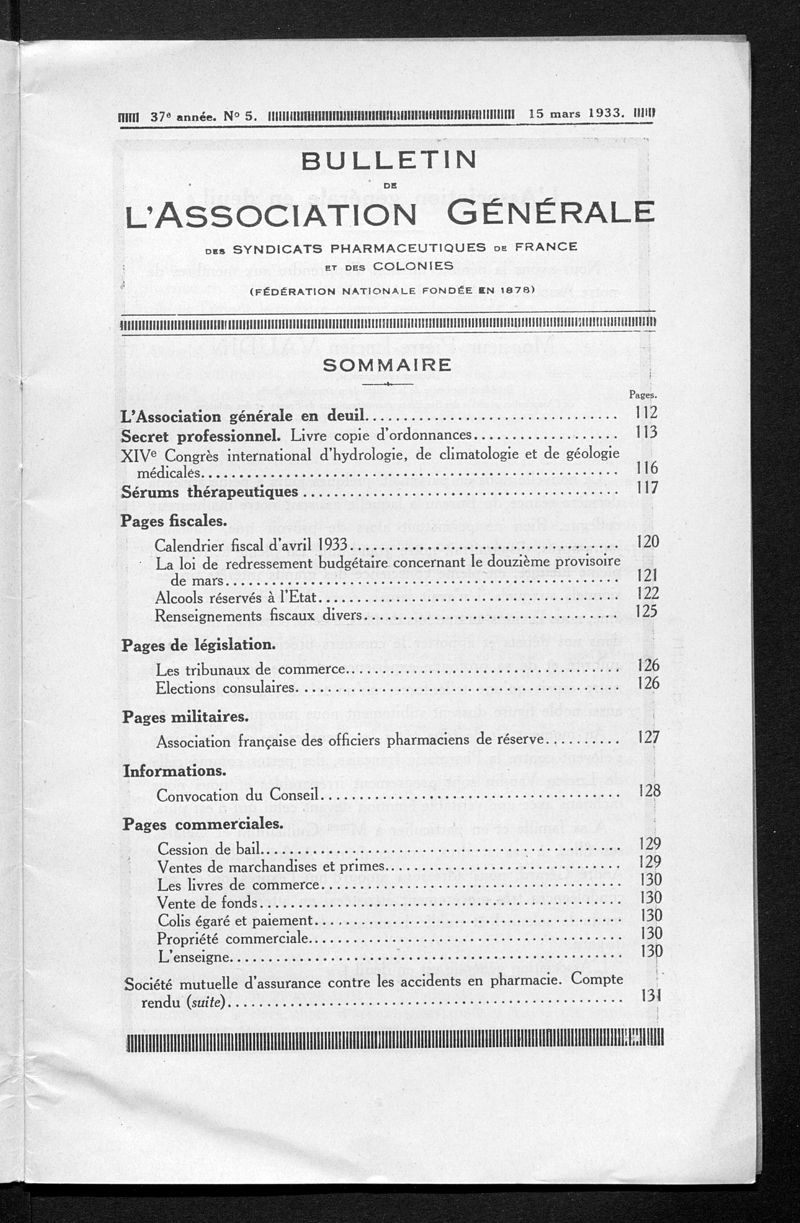 37e année. No 5. 15 mars 1933.
BULLETIN
DE
L'ASSOCIATION GÉNÉRALE
DES SYNDICATS PHARMACEUTIQUES DE FRANCE
ET DES COLONIES
(FÉDÉRATION NATIONALE FONDÉE EN 1878)
SOMMAIRE
Pages.
L'Association générale en deuil. 112
Secret professionnel. Livre copie d'ordonnances. 113
XIVe Congrès international d'hydrologie, de climatologie et de géologie
médicales. 116
Sérums thérapeutiques 117
Pages fiscales.
Calendrier fiscal d'avril 1933. 120
La loi de redressement budgétaire concernant le douzième provisoire
de mars. 121
Alcools réservés à l'Etat. 122
Renseignements fiscaux divers. 125
Pages de législation.
Les tribunaux de commerce. 126
Elections consulaires. 126
Pages militaires.
Association française des officiers pharmaciens de réserve. 127
Informations.
Convocation du Conseil. 128
Pages commerciales.
Cession de bail. 129
Ventes de marchandises et primes. 129
Les livres de commerce. 130
Vente de fonds. 130
Colis égaré et paiement. 130
Propriété commerciale. 130
L'enseigne. 130
Société mutuelle d'assurance contre les accidents en pharmacie. Compte
rendu (suite). 131